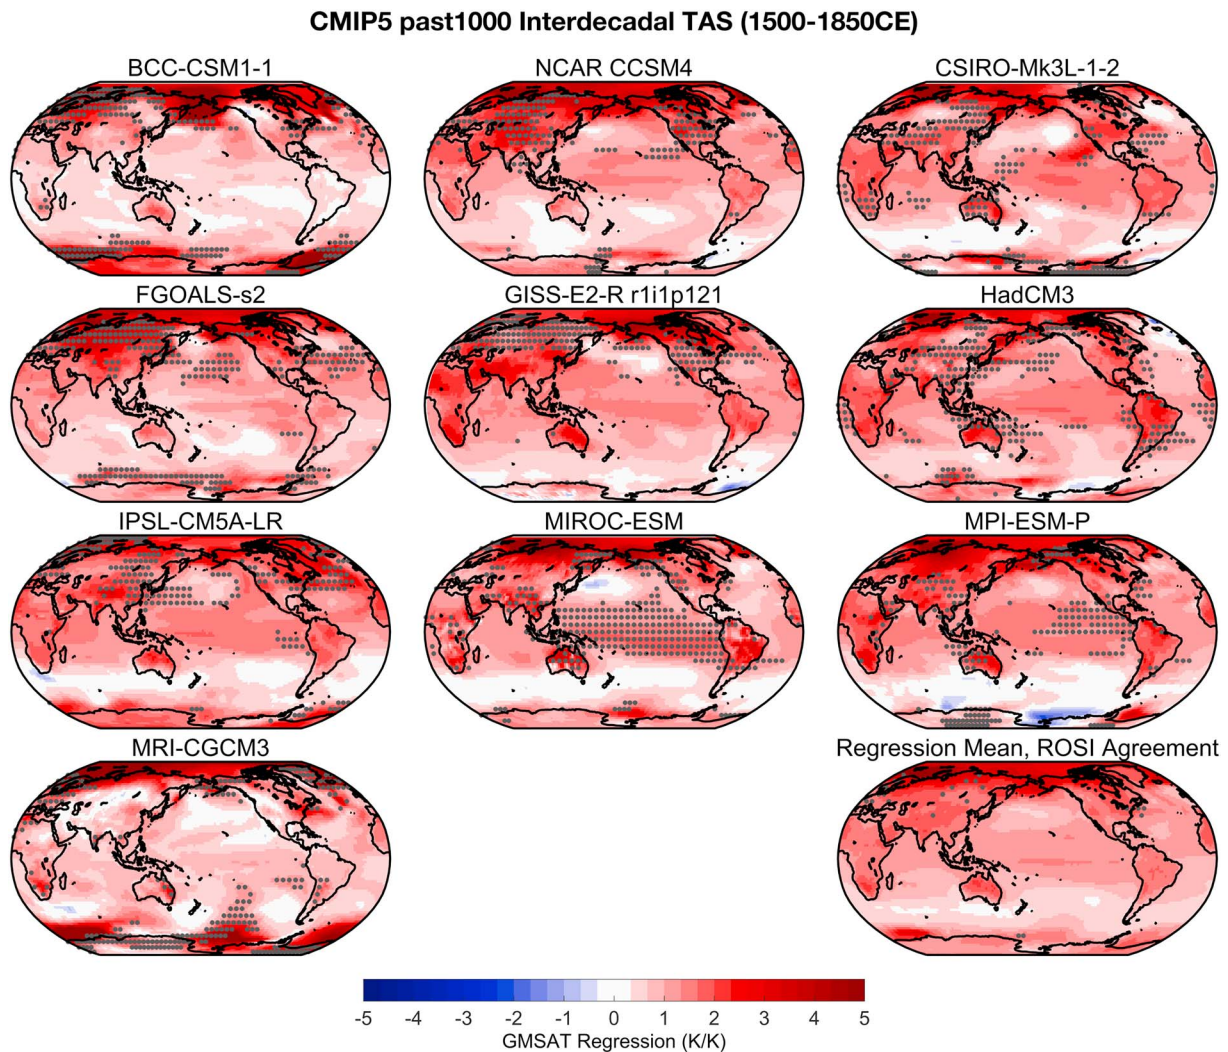 CMIP5 past1000 Interdecadal TAS (1500-1850CE)
BCC-CSM1-1
NCAR CCSM4
CSIRO-Mk3L-1-2
FGOALS-s2
GISS-E2-R r1i1p121
HadCM3
IPSL-CM5A-LR
MIROC-ESM
MPI-ESM-P
MRI-CGCM3
Regression Mean, ROSI Agreement
-5 -4 -3 -2 -1 0 1 2 3 4 5
GMSAT Regression (K/K)